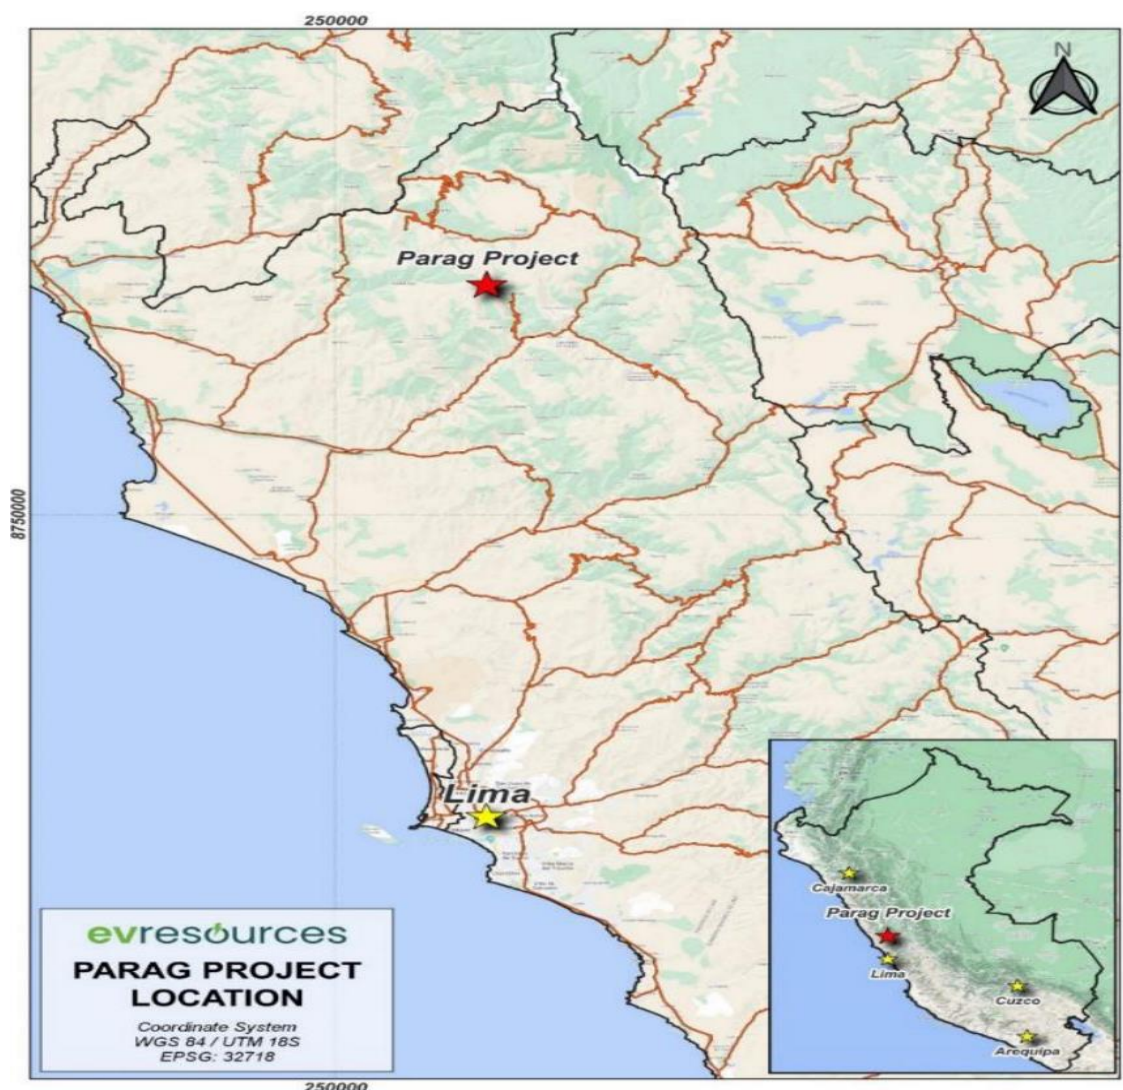 250000
N
Parag Project
8750000
Lima
evresources
PARAG PROJECT
LOCATION
Coordinate System
WGS 84 / UTM 18S
EPSG: 32718
Cajamarca
Parag Project
Lima
Cuzco
Arequipa
250000